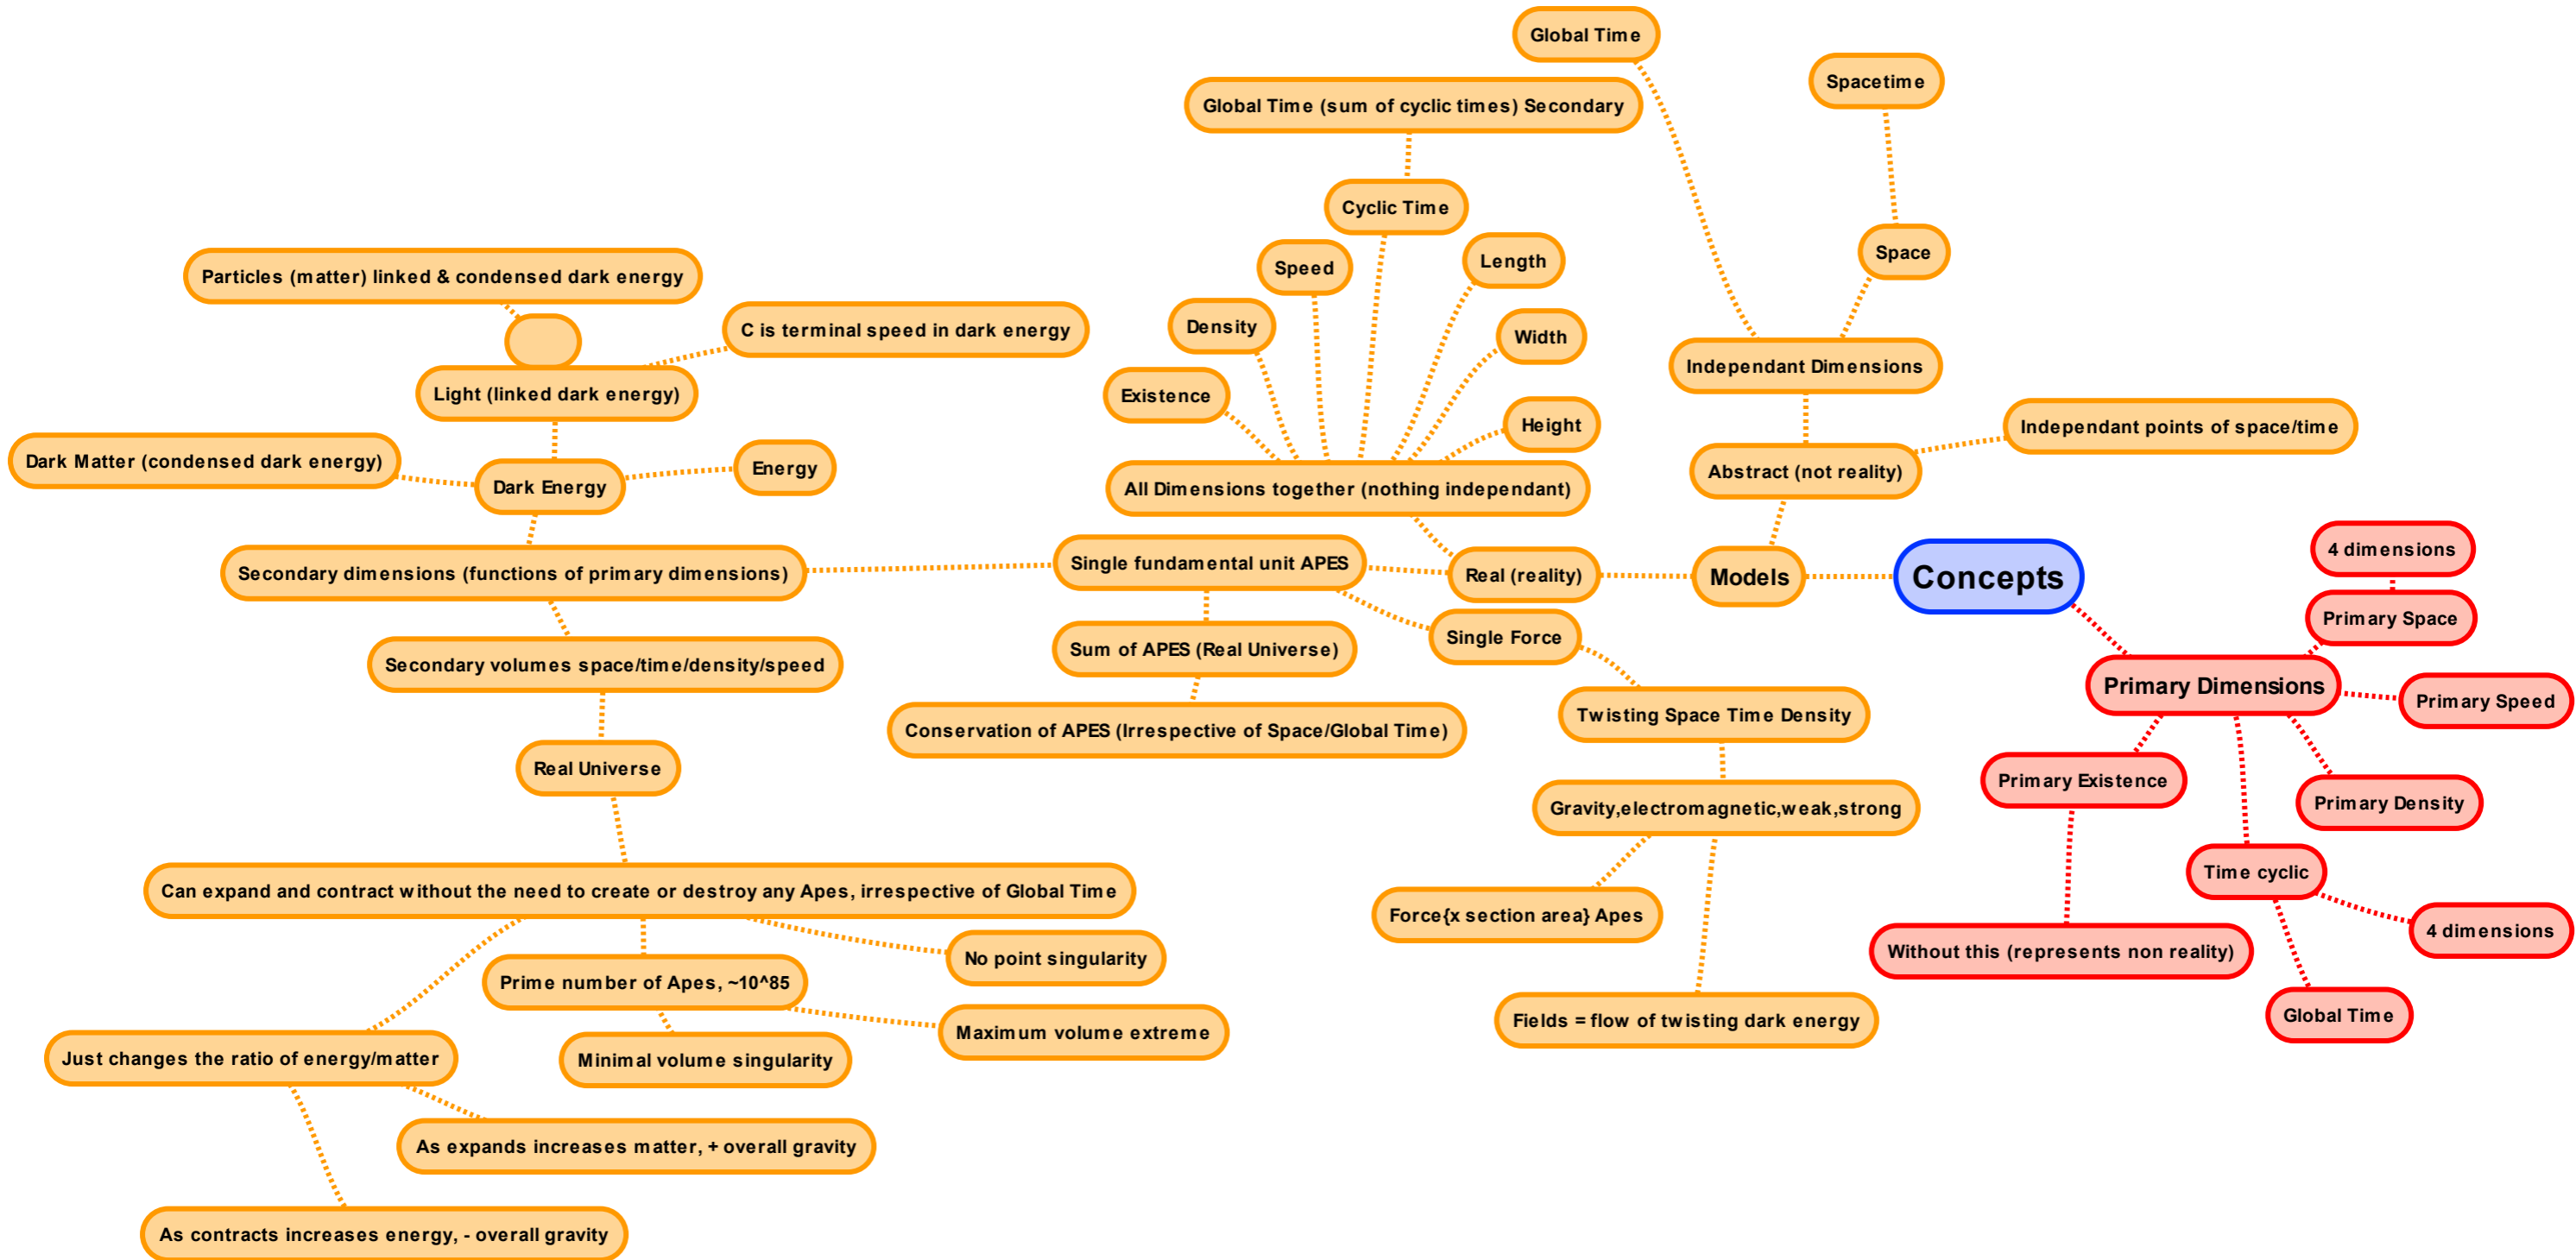 Global Time
Spacetime
Global Time (sum of cyclic times) Secondary
Cyclic Time
Space
Length
Speed
Particles (matter) linked & condensed dark energy
Density
C is terminal speed in dark energy
Width
Independant Dimensions
Light (linked dark energy)
Existence
Height
Independant points of space/time
Dark Matter (condensed dark energy)
Energy
Abstract (not reality)
Dark Energy
All Dimensions together (nothing independant)
4 dimensions
Single fundamental unit APES
Secondary dimensions (functions of primary dimensions)
Real (reality)
Models
Concepts
Primary Space
Single Force
Sum of APES (Real Universe)
Secondary volumes space/time/density/speed
Primary Dimensions
Primary Speed
Twisting Space Time Density
Conservation of APES (Irrespective of Space/Global Time)
Real Universe
Primary Existence
Primary Density
Gravity,electromagnetic,weak,strong
Time cyclic
Can expand and contract without the need to create or destroy any Apes, irrespective of Global Time
Force{x section area} Apes
4 dimensions
Without this (represents non reality)
No point singularity
Prime number of Apes, ~10^85
Global Time
Fields = flow of twisting dark energy
Maximum volume extreme
Just changes the ratio of energy/matter
Minimal volume singularity
As expands increases matter, + overall gravity
As contracts increases energy, - overall gravity